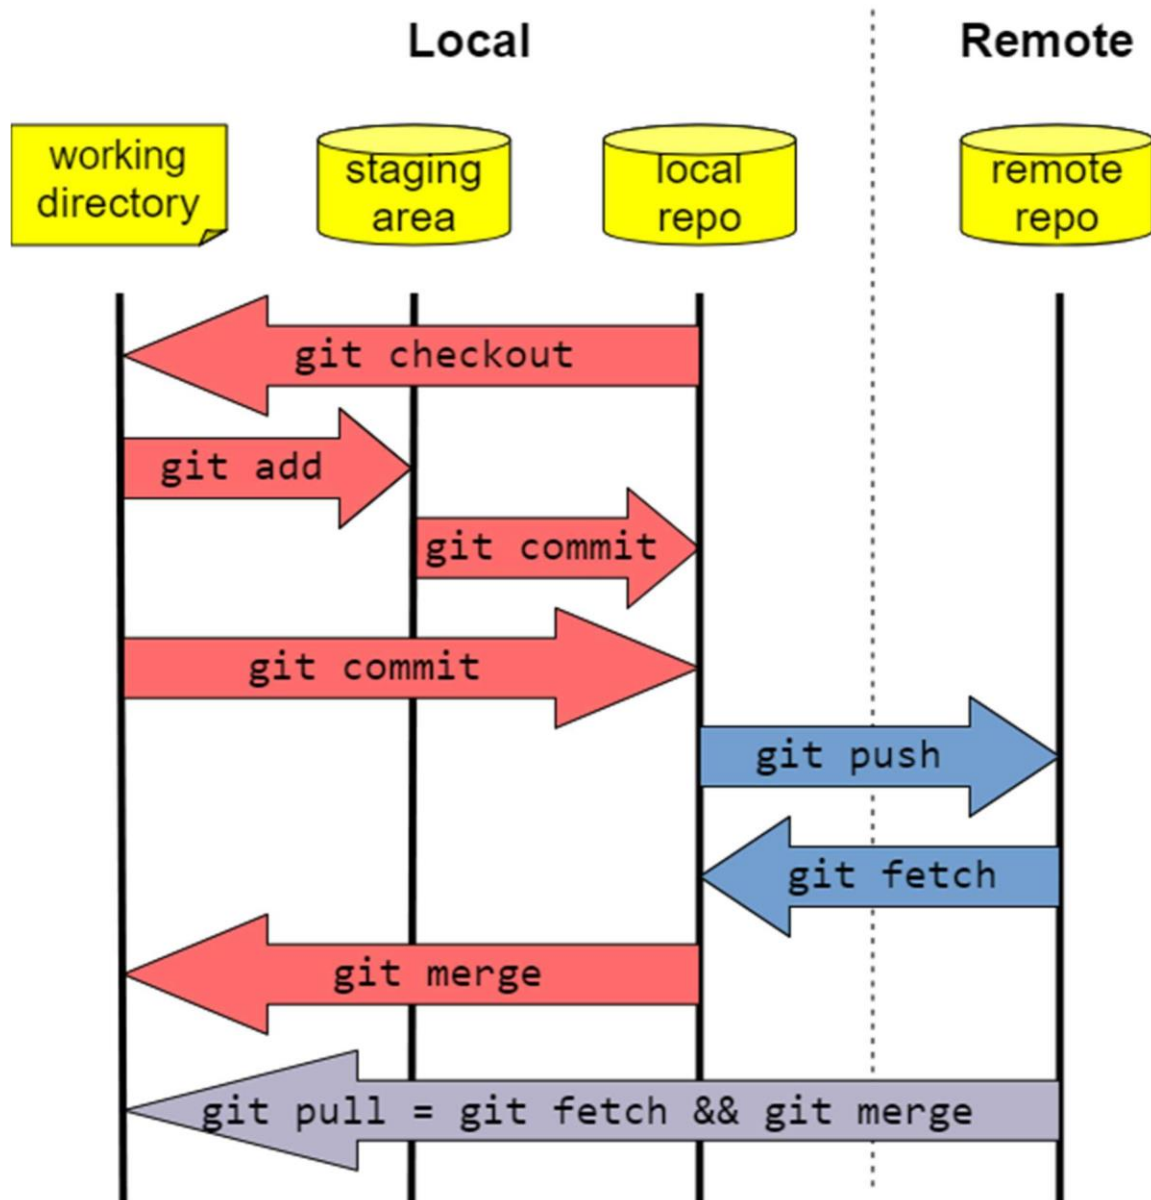 Local
Remote
working
directory
staging
area
local
repo
remote
repo
git checkout
git add
git commit
git commit
git push
git fetch
git merge
git pull = git fetch && git merge